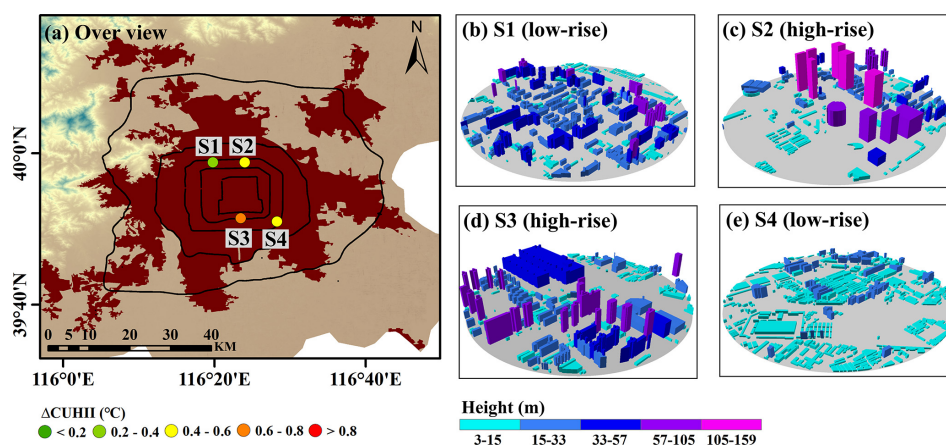 (a) Over view
N
S1 S2
S3 S4
40°0'N
39°40'N
0 5 10 20 30 40
KM
116°0'E 116°20'E 116°40'E
ΔCUHII (℃)
< 0.2 0.2 - 0.4 0.4 - 0.6 0.6 - 0.8 > 0.8
(b) S1 (low-rise)
(c) S2 (high-rise)
(d) S3 (high-rise)
(e) S4 (low-rise)
Height (m)
3-15 15-33 33-57 57-105 105-159